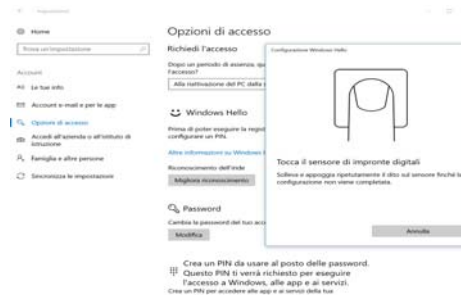 Impostazioni
Home
Trova un'impostazione
Account
Le tue info
Account e-mail e per le app
Opzioni di accesso
Accedi all'azienda o all'istituto di
istruzione
Famiglia e altre persone
Sincronizza le impostazioni
Opzioni di accesso
Richiedi l'accesso
Dopo un periodo di assenza, qua
l'accesso?
Alla riattivazione del PC dalla s
Windows Hello
Prima di poter eseguire la regist
configurare un PIN.
Altre informazioni su Windows
Riconoscimento dell'iride
Migliora riconoscimento
Password
Cambia la password del tuo acco
Modifica
Crea un PIN da usare al posto delle password.
Questo PIN ti verrà richiesto per eseguire
l'accesso a Windows, alle app e ai servizi.
Crea un PIN per accedere alle app e ai servizi della tua
Configurazione Windows Hello
Tocca il sensore di impronte digitali
Solleva e appoggia ripetutamente il dito sul sensore finché la
configurazione non viene completata.
Annulla